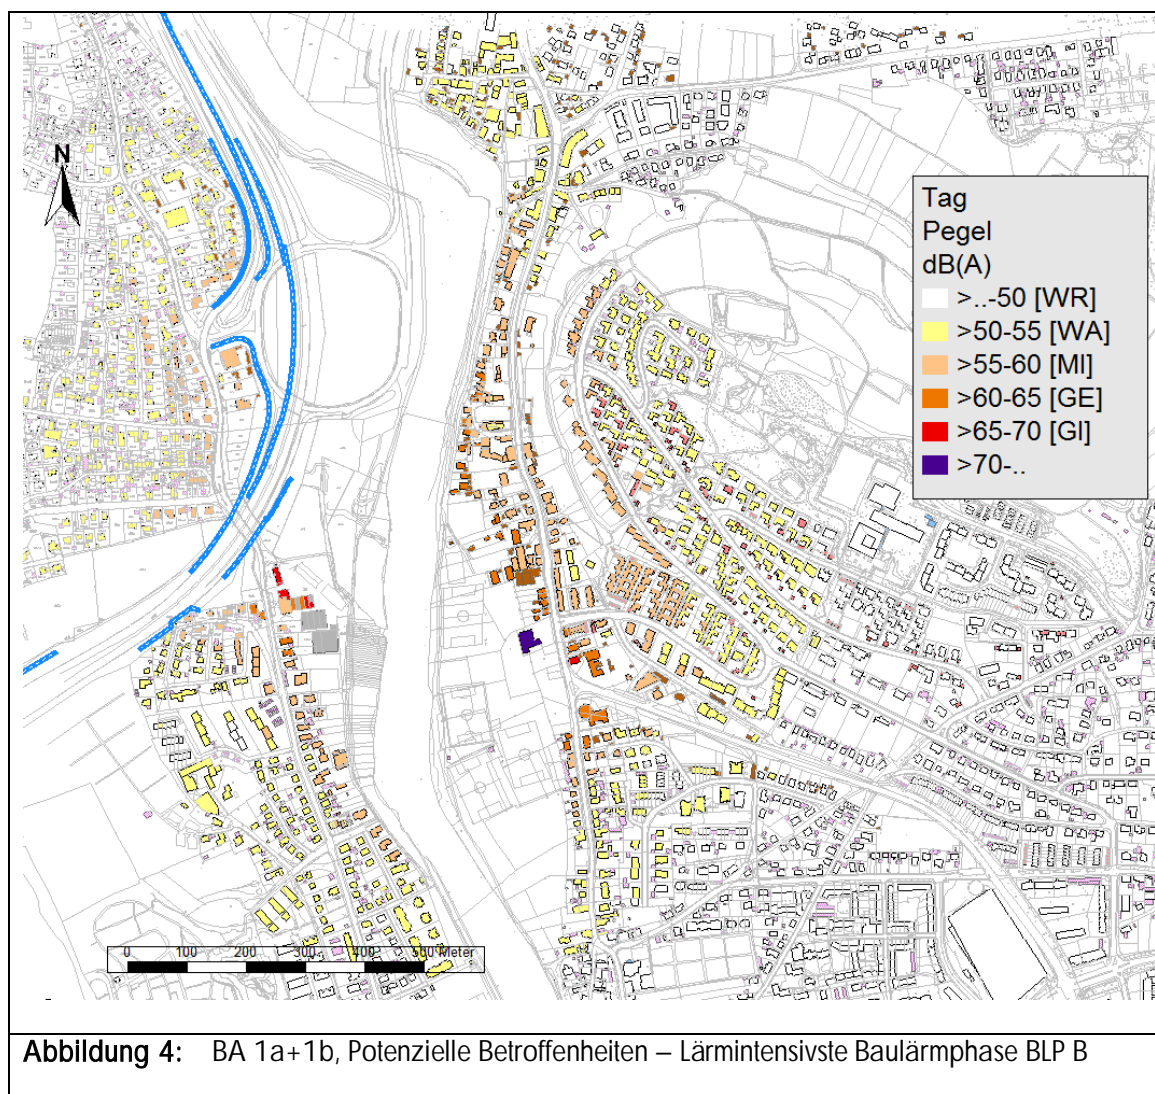 N
Tag
Pegel
dB(A)
>..-50 [WR]
>50-55 [WA]
>55-60 [MI]
>60-65 [GE]
>65-70 [GI]
>70-..
0 100 200 300 400 500 Meter
Abbildung 4: BA 1a+1b, Potenzielle Betroffenheiten – Lärmintensivste Baulärmphase BLP B